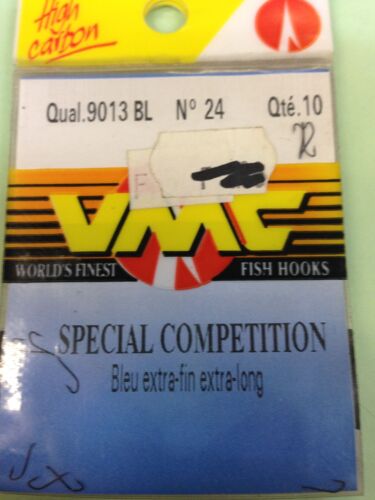 High
carbon
Qual.9013 BL N° 24 Qté.10
F
VMC
WORLD'S FINEST FISH HOOKS
SPECIAL COMPETITION
Bleu extra-fin extra-long